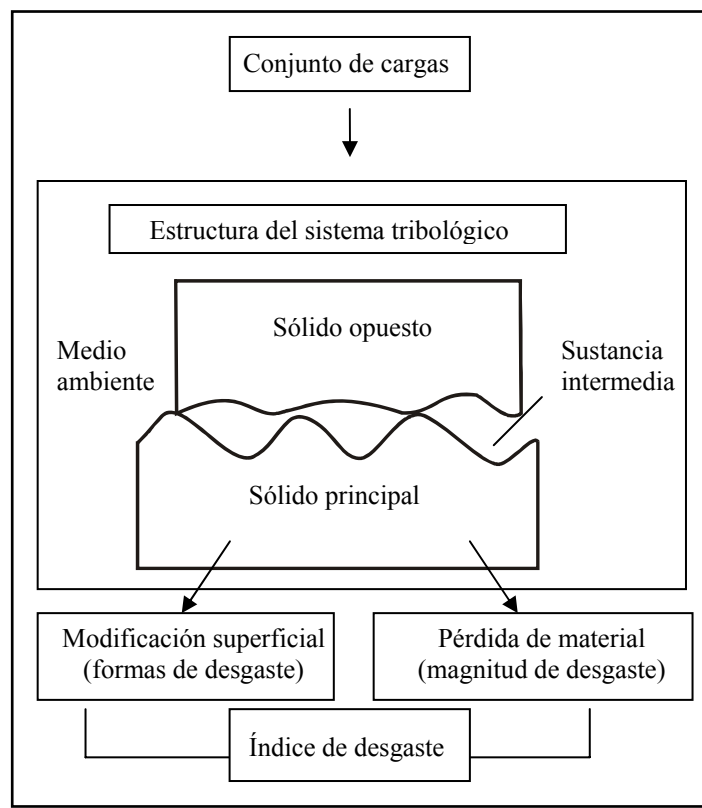 Conjunto de cargas
Estructura del sistema tribológico
Sólido opuesto
Medio
ambiente
Sustancia
intermedia
Sólido principal
Modificación superficial
(formas de desgaste)
Pérdida de material
(magnitud de desgaste)
Índice de desgaste